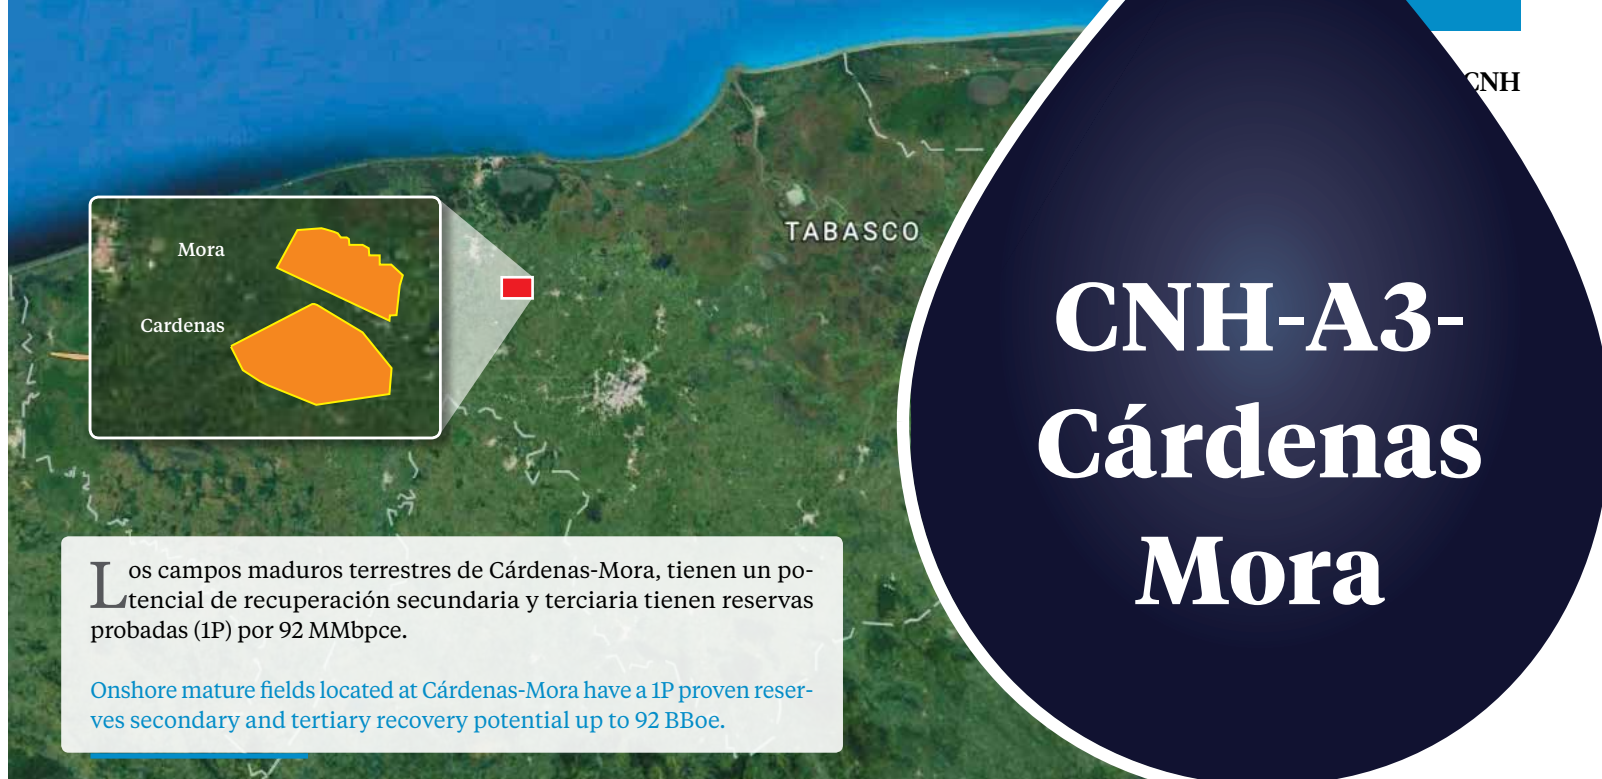 CNH
TABASCO
Mora
Cardenas
CNH-A3-
Cárdenas
Mora
Los campos maduros terrestres de Cárdenas-Mora, tienen un po-
tencial de recuperación secundaria y terciaria tienen reservas
probadas (1P) por 92 MMbpce.
Onshore mature fields located at Cárdenas-Mora have a 1P proven reser-
ves secondary and tertiary recovery potential up to 92 BBoe.